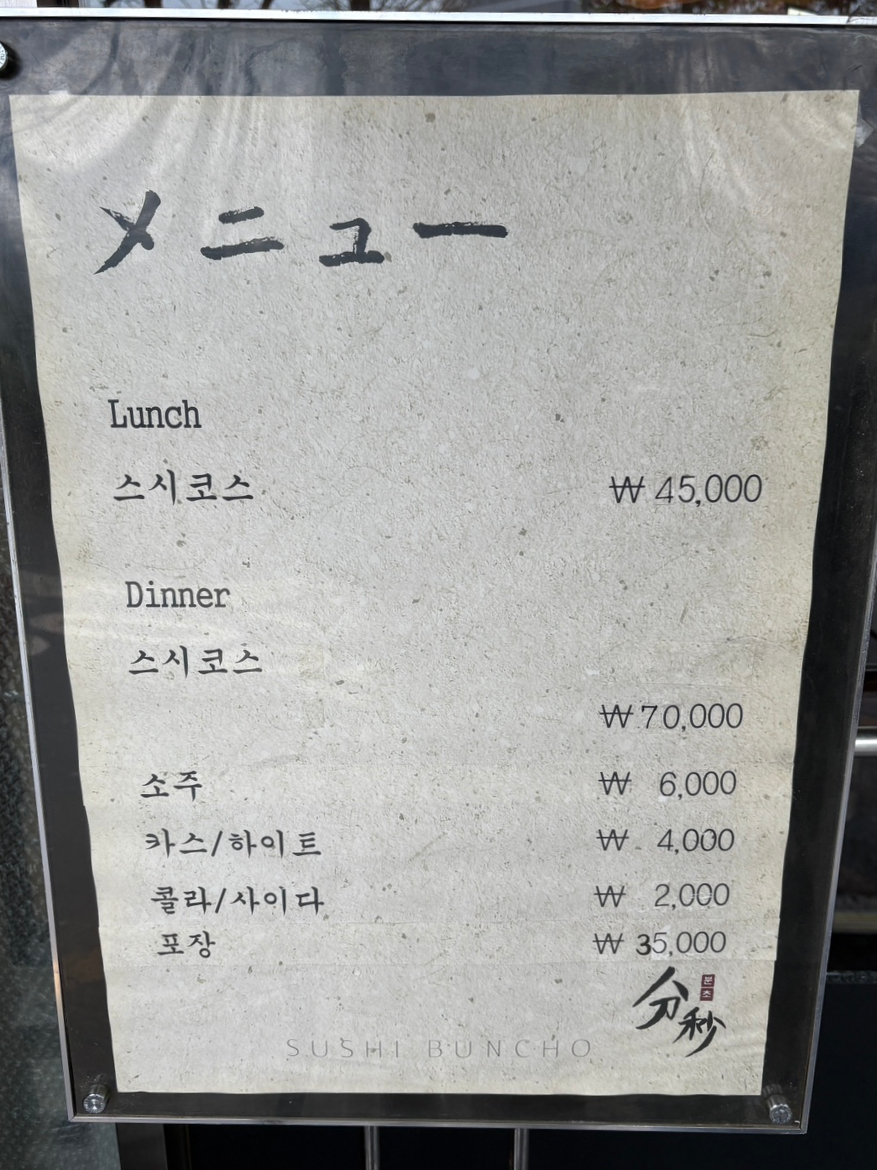 メニュー
Lunch
스시코스 ₩ 45,000
Dinner
스시코스
₩ 70,000
소주 ₩ 6,000
카스/하이트 ₩ 4,000
콜라/사이다 ₩ 2,000
포장 ₩ 35,000
分秒 분초
SUSHI BUNCHO